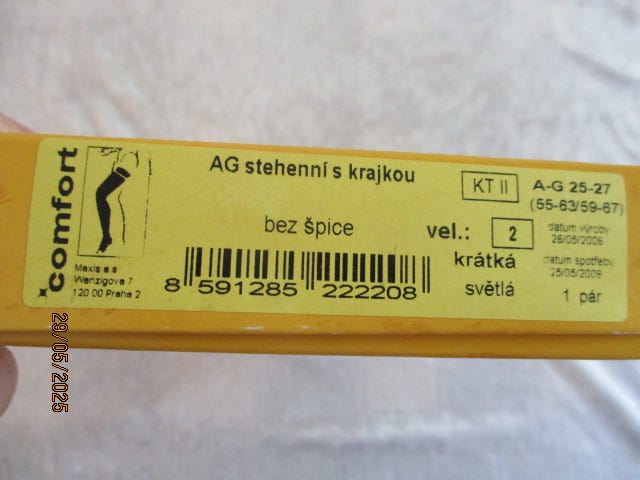 .comfort
Maxis a.s
Wenzigova 7
120 00 Praha 2
AG stehenní s krajkou
bez špice
8 591285 222208
KT II
vel.: 2
krátká
světlá
A-G 25-27
(55-63/59-67)
datum výroby
26/05/2006
datum spotřeby
25/05/2009
1 pár
29/05/2025